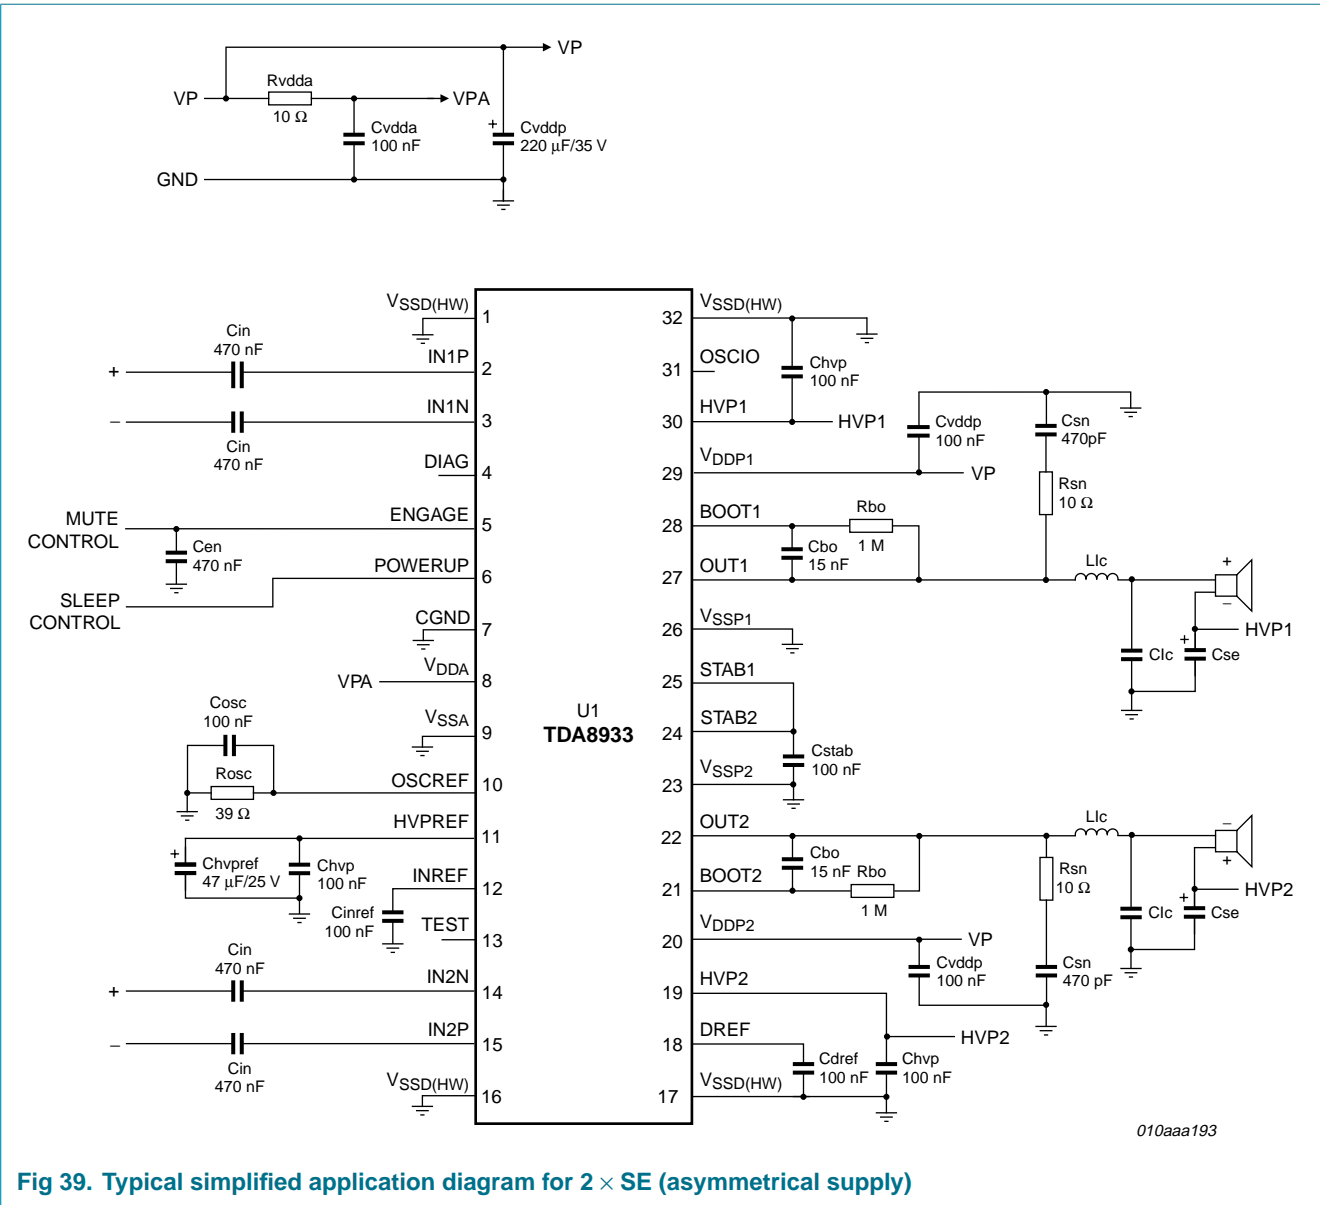 VP
Rvdda
VP
VPA
10 Ω
Cvdda
100 nF
+
Cvddp
220 µF/35 V
GND
U1
TDA8933
VSSD(HW)
1
Cin
470 nF
+
IN1P
2
IN1N
3
–
Cin
470 nF
DIAG
4
MUTE
CONTROL
ENGAGE
5
Cen
470 nF
POWERUP
6
SLEEP
CONTROL
CGND
7
VPA
VDDA
8
VSSA
9
Cosc
100 nF
Rosc
39 Ω
OSCREF
10
HVPREF
11
+
Chvpref
47 µF/25 V
Chvp
100 nF
INREF
12
Cinref
100 nF
TEST
13
Cin
470 nF
+
IN2N
14
–
IN2P
15
Cin
470 nF
VSSD(HW)
16
32
VSSD(HW)
31
OSCIO
Chvp
100 nF
30
HVP1
HVP1
29
VDDP1
Cvddp
100 nF
VP
Csn
470pF
Rsn
10 Ω
28
BOOT1
Rbo
1 M
Cbo
15 nF
27
OUT1
Llc
+
–
HVP1
Clc
+
Cse
26
VSSP1
25
STAB1
24
STAB2
Cstab
100 nF
23
VSSP2
22
OUT2
Llc
–
+
HVP2
Clc
+
Cse
Cbo
15 nF
Rbo
1 M
21
BOOT2
Rsn
10 Ω
20
VDDP2
VP
Cvddp
100 nF
Csn
470 pF
19
HVP2
HVP2
18
DREF
Cdref
100 nF
Chvp
100 nF
17
VSSD(HW)
010aaa193
Fig 39. Typical simplified application diagram for 2 × SE (asymmetrical supply)